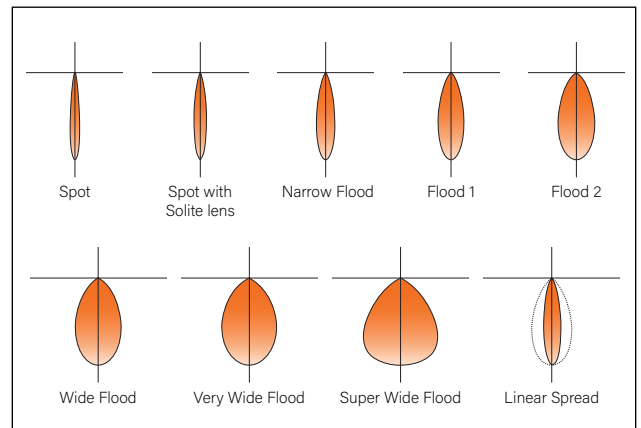 Spot
Spot with
Solite lens
Narrow Flood
Flood 1
Flood 2
Wide Flood
Very Wide Flood
Super Wide Flood
Linear Spread